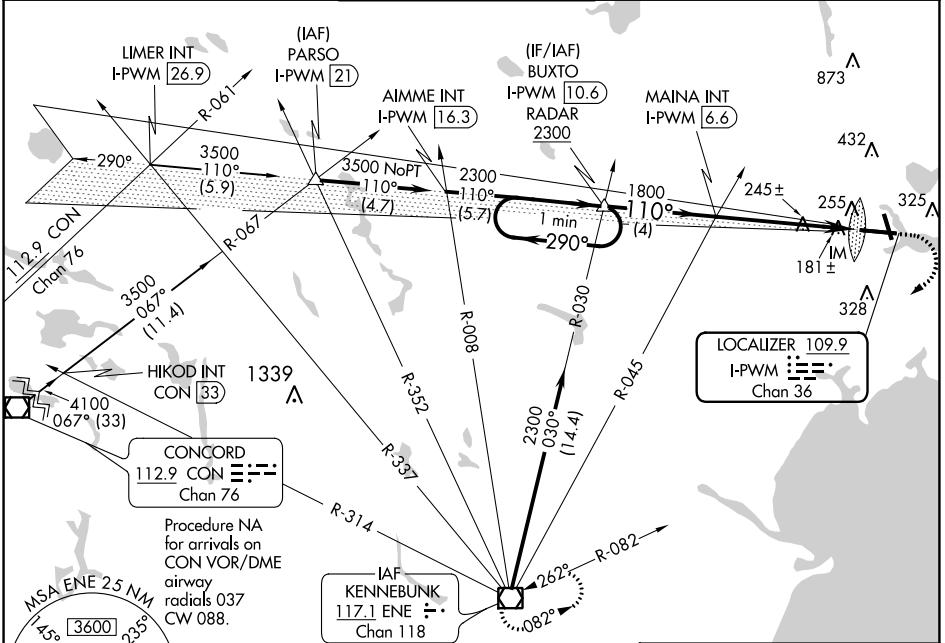 LIMER INT
I-PWM 26.9
(IAF)
PARSO
I-PWM 21
AIMME INT
I-PWM 16.3
(IF/IAF)
BUXTO
I-PWM 10.6
RADAR
2300
MAINA INT
I-PWM 6.6
873
432
325
255
245±
181±
IM
328
R-061
290°
3500
110°
(5.9)
3500 NoPT
110°
(4.7)
2300
110°
(5.7)
1800
110°
(4)
1 min
290°
R-067
112.9 CON
Chan 76
3500
067°
(11.4)
HIKOD INT
CON 33
1339
4100
067° (33)
R-008
R-030
R-045
R-352
R-337
R-314
2300
030°
(14.4)
LOCALIZER 109.9
I-PWM
Chan 36
CONCORD
112.9 CON
Chan 76
Procedure NA
for arrivals on
CON VOR/DME
airway
radials 037
CW 088.
IAF
KENNEBUNK
117.1 ENE
Chan 118
R-082
262°
082°
MSA ENE 25 NM
3600
145°
235°